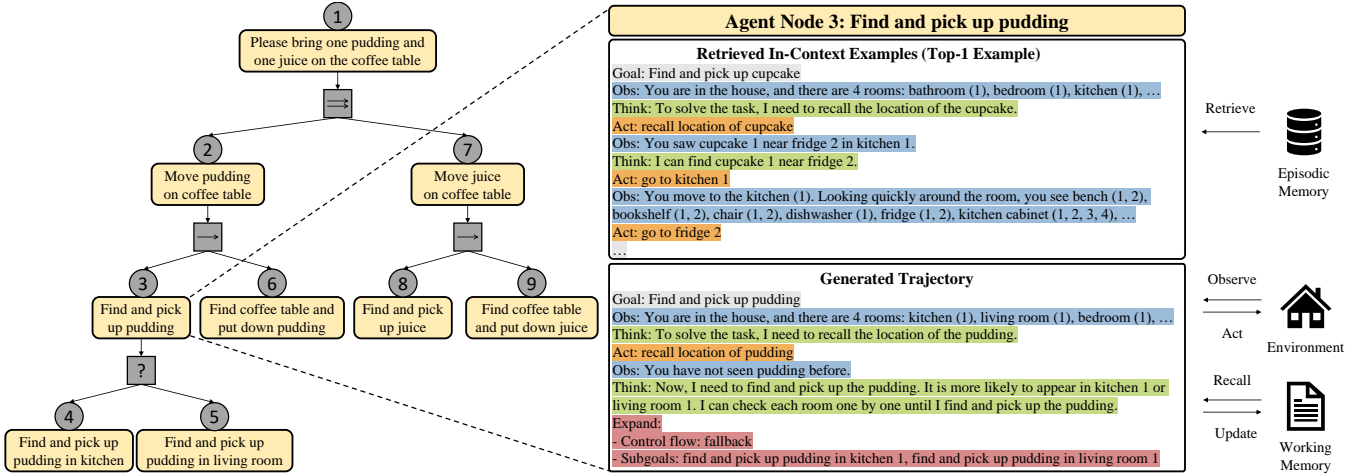 1
Please bring one pudding and
one juice on the coffee table
2
Move pudding
on coffee table
7
Move juice
on coffee table
3
Find and pick
up pudding
6
Find coffee table and
put down pudding
8
Find and pick
up juice
9
Find coffee table
and put down juice
?
4
Find and pick up
pudding in kitchen
5
Find and pick up
pudding in living room
Agent Node 3: Find and pick up pudding
Retrieved In-Context Examples (Top-1 Example)
Goal: Find and pick up cupcake
Obs: You are in the house, and there are 4 rooms: bathroom (1), bedroom (1), kitchen (1), …
Think: To solve the task, I need to recall the location of the cupcake.
Act: recall location of cupcake
Obs: You saw cupcake 1 near fridge 2 in kitchen 1.
Think: I can find cupcake 1 near fridge 2.
Act: go to kitchen 1
Obs: You move to the kitchen (1). Looking quickly around the room, you see bench (1, 2),
bookshelf (1, 2), chair (1, 2), dishwasher (1), fridge (1, 2), kitchen cabinet (1, 2, 3, 4), …
Act: go to fridge 2
…
Generated Trajectory
Goal: Find and pick up pudding
Obs: You are in the house, and there are 4 rooms: kitchen (1), living room (1), bedroom (1), …
Think: To solve the task, I need to recall the location of the pudding.
Act: recall location of pudding
Obs: You have not seen pudding before.
Think: Now, I need to find and pick up the pudding. It is more likely to appear in kitchen 1 or
living room 1. I can check each room one by one until I find and pick up the pudding.
Expand:
- Control flow: fallback
- Subgoals: find and pick up pudding in kitchen 1, find and pick up pudding in living room 1
Retrieve
Episodic
Memory
Observe
Act
Environment
Recall
Update
Working
Memory